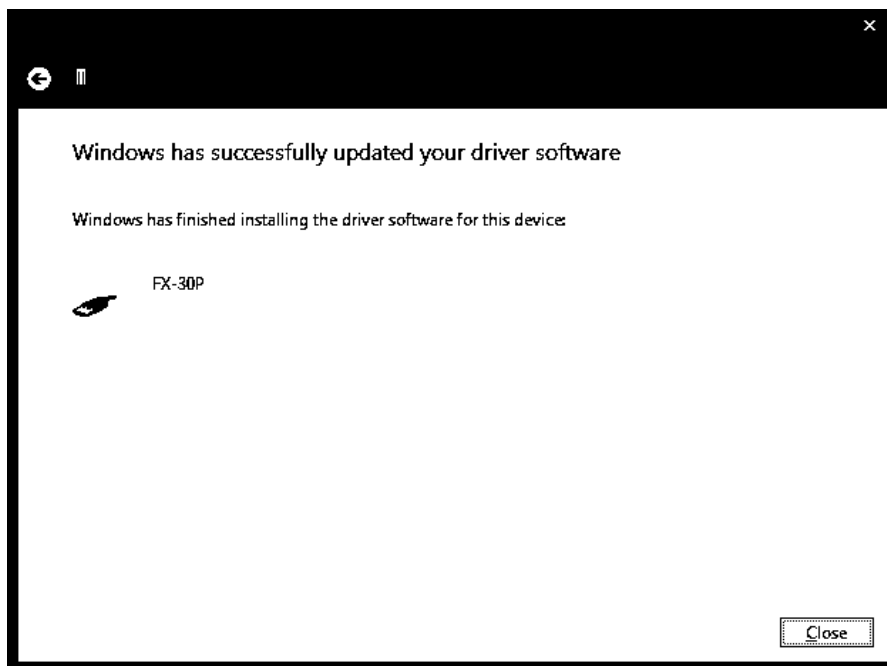 Windows has successfully updated your driver software
Windows has finished installing the driver software for this device:
FX-30P
Close